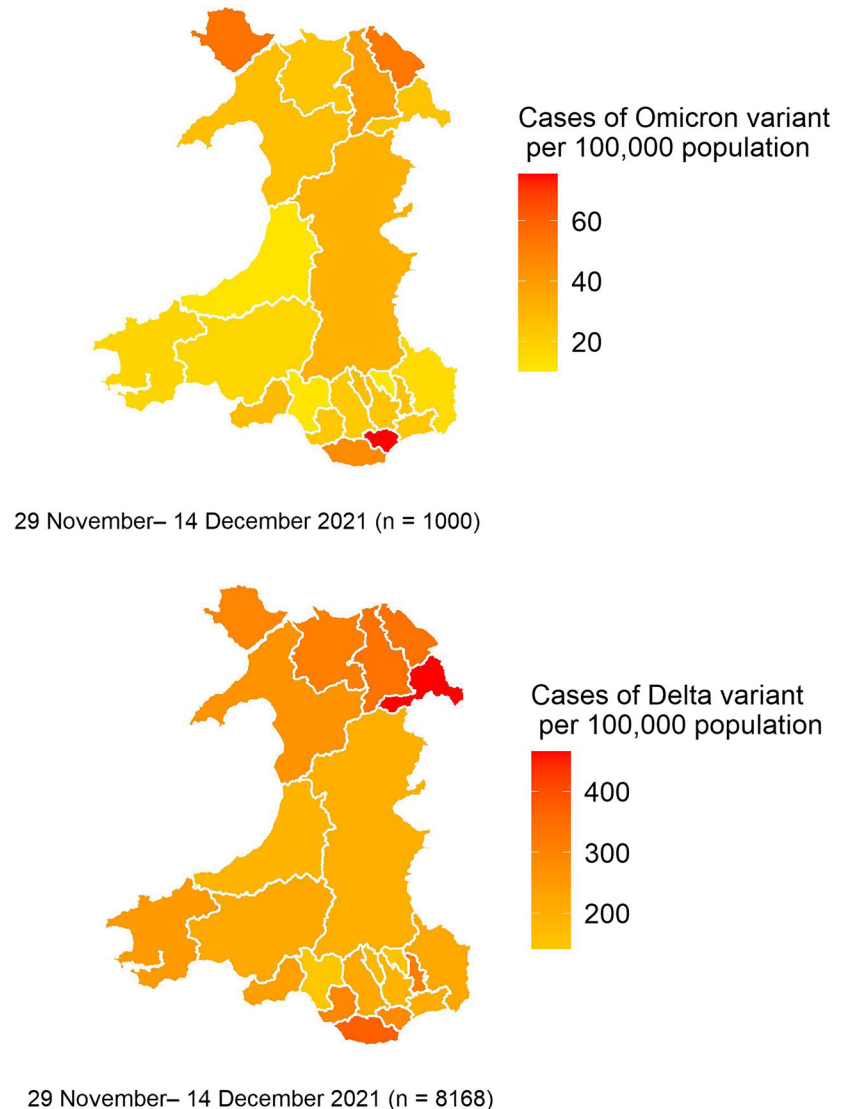 Cases of Omicron variant
per 100,000 population
60
40
20
29 November– 14 December 2021 (n = 1000)
Cases of Delta variant
per 100,000 population
400
300
200
29 November– 14 December 2021 (n = 8168)